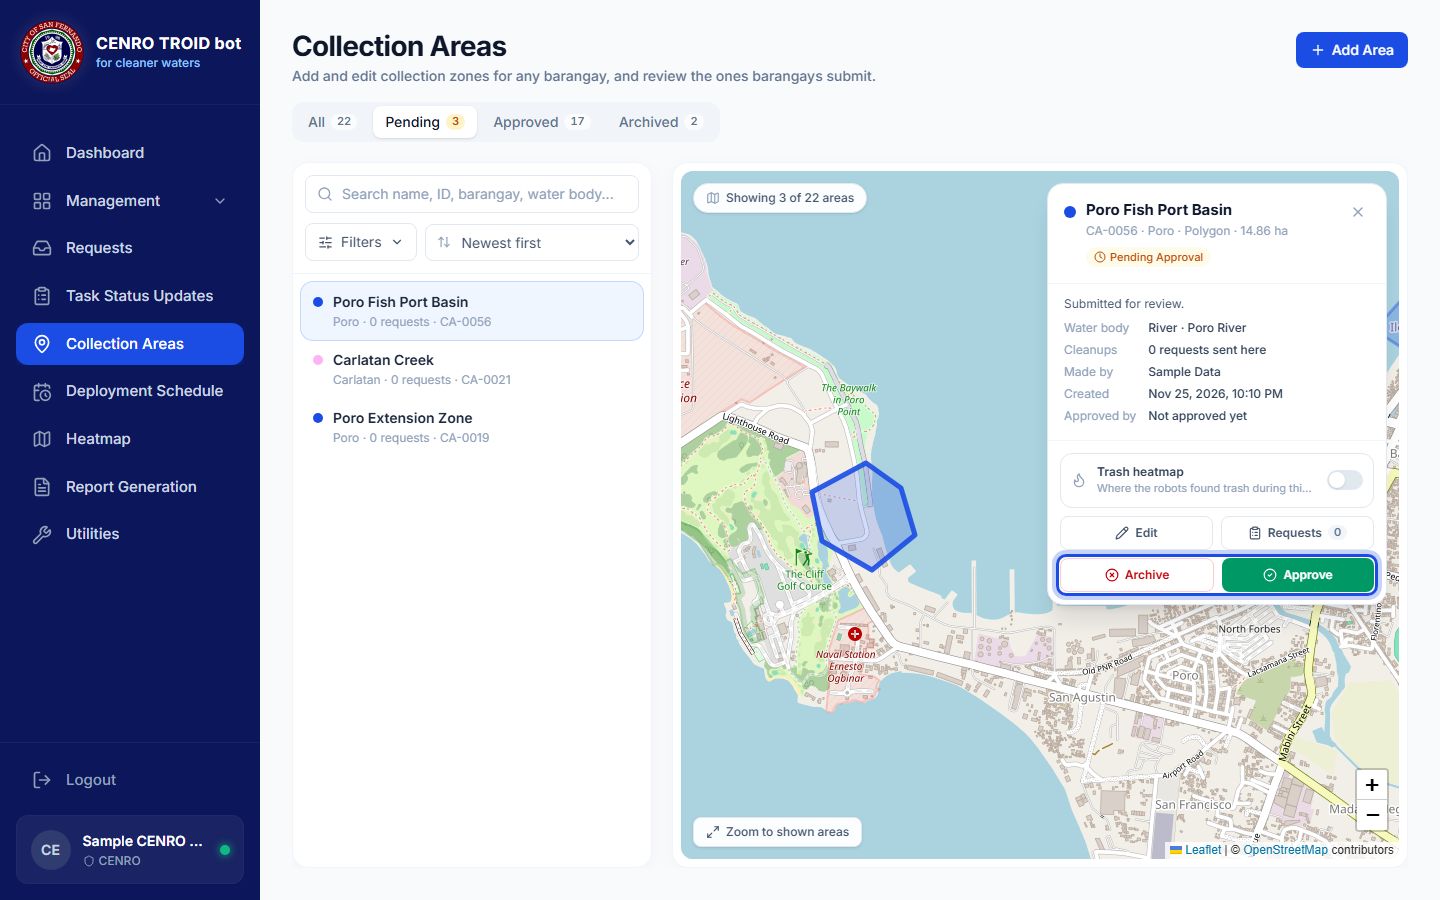 CENRO TROID bot
for cleaner waters
Dashboard
Management
Requests
Task Status Updates
Collection Areas
Deployment Schedule
Heatmap
Report Generation
Utilities
Logout
CE
Sample CENRO ...
CENRO
Collection Areas
Add and edit collection zones for any barangay, and review the ones barangays submit.
+ Add Area
All 22
Pending 3
Approved 17
Archived 2
Search name, ID, barangay, water body...
Filters
Newest first
Poro Fish Port Basin
Poro · 0 requests · CA-0056
Carlatan Creek
Carlatan · 0 requests · CA-0021
Poro Extension Zone
Poro · 0 requests · CA-0019
Showing 3 of 22 areas
The Baywalk
in Poro
Point
Lighthouse Road
The Cliff
Golf Course
Naval Station
Ernesto
Ogbinar
San Agustin
Old PNR Road
Poro
North Forbes
Lacsamana Street
Florentino
Mabini Street
Airport Road
San Francisco
Poro Fish Port Basin
CA-0056 · Poro · Polygon · 14.86 ha
Pending Approval
Submitted for review.
Water body River · Poro River
Cleanups 0 requests sent here
Made by Sample Data
Created Nov 25, 2026, 10:10 PM
Approved by Not approved yet
Trash heatmap
Where the robots found trash during thi...
Edit
Requests 0
Archive
Approve
+
−
Zoom to shown areas
Leaflet | © OpenStreetMap contributors